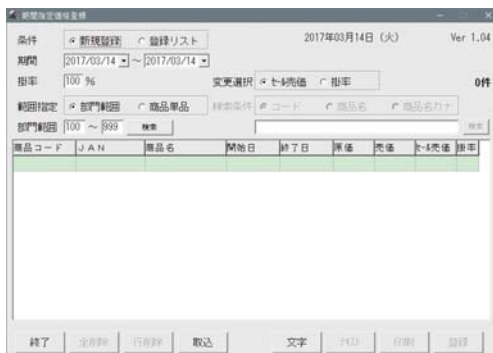 期間指定価格登録
条件 新規登録 登録リスト 2017年03月14日 (火) Ver 1.04
期間 2017/03/14 ～ 2017/03/14
掛率 100 % 変更選択 ｾｰﾙ売価 掛率 0件
範囲指定 部門範囲 商品単品 検索条件 コード 商品名 商品名カナ
部門範囲 100 ～ 999 検索 検索
商品コード JAN 商品名 開始日 終了日 原価 売価 ｾｰﾙ売価 掛率
終了 全削除 行削除 取込 文字 ﾃｷｽﾄ 印刷 登録